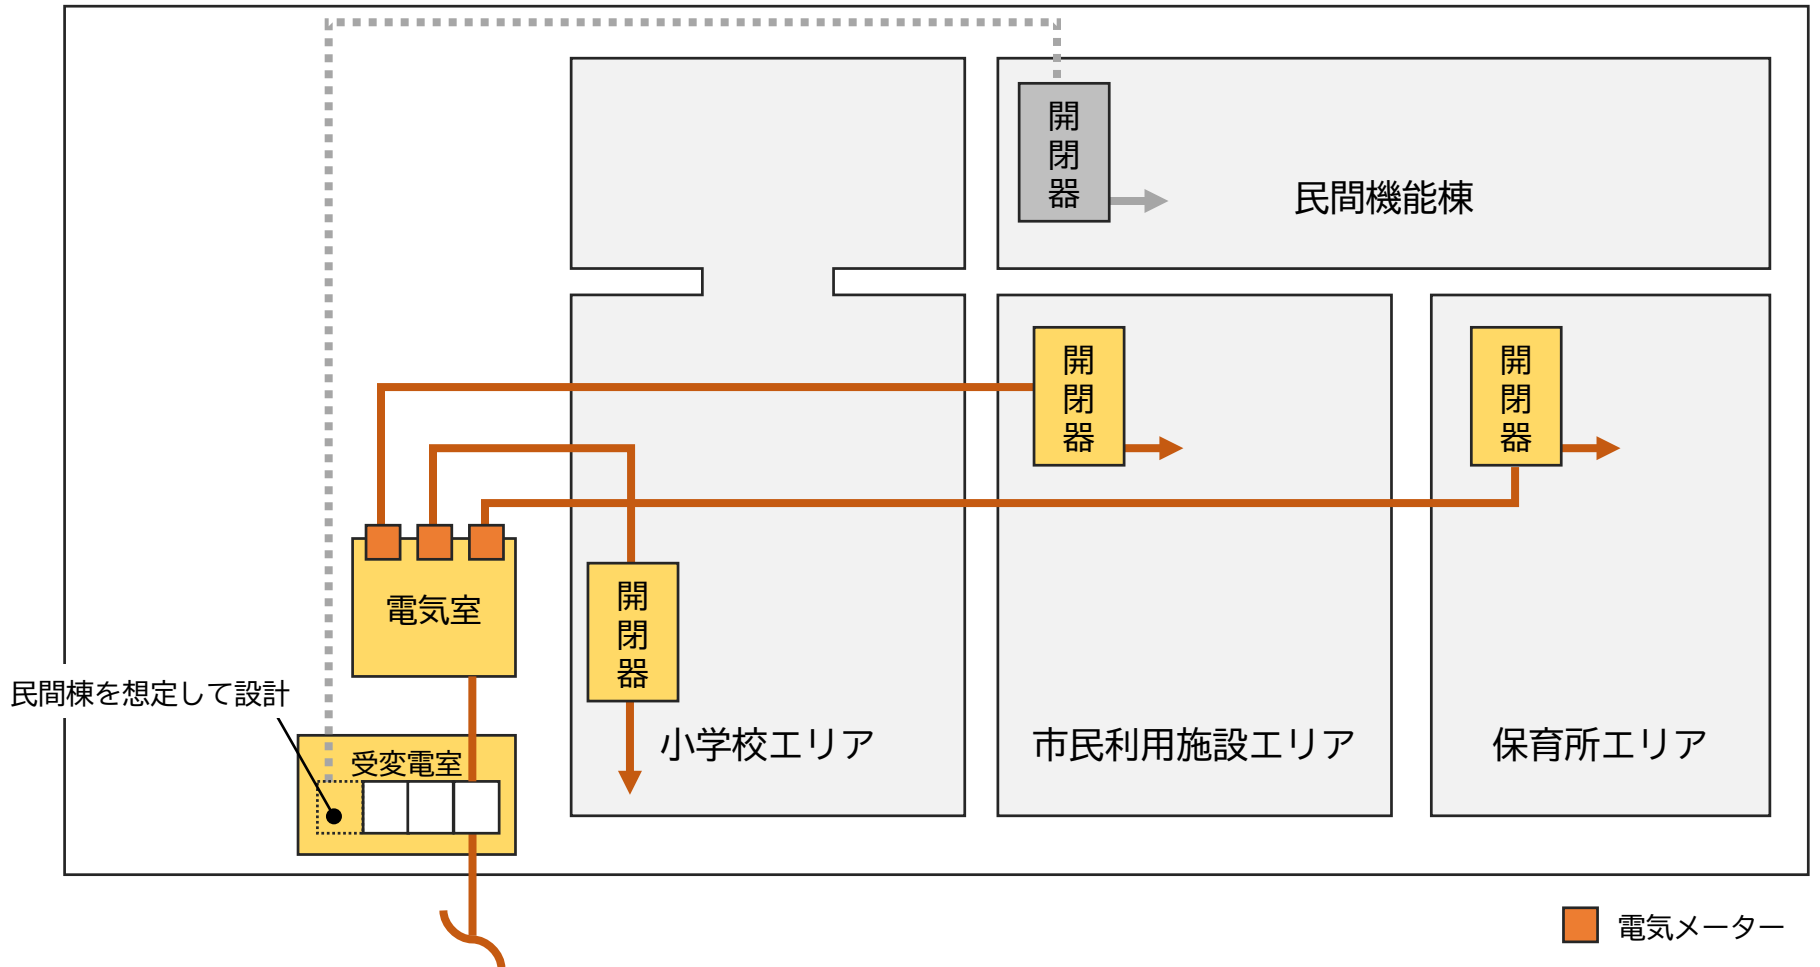 開閉器
民間機能棟
開閉器
開閉器
電気室
開閉器
民間棟を想定して設計
小学校エリア
市民利用施設エリア
保育所エリア
受変電室
電気メーター